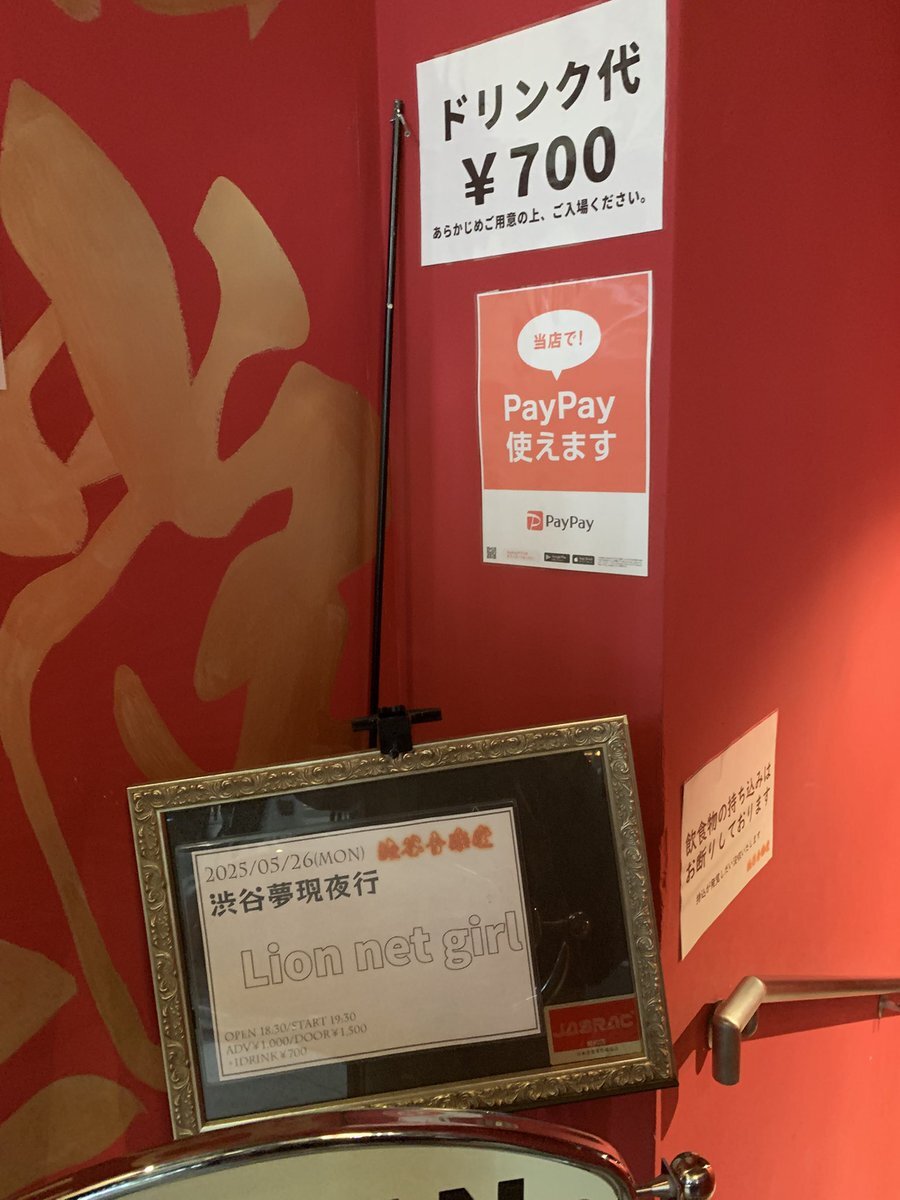 ドリンク代
¥700
あらかじめご用意の上、ご入場ください。
当店で!
PayPay
使えます
PayPay
飲食物の持ち込みは
お断りしております
2025/05/26(MON)
渋谷夢現夜行
Lion net girl
OPEN 18:30/START 19:30
ADV¥1,000/DOOR¥1,500
+1DRINK¥700
JASRAC